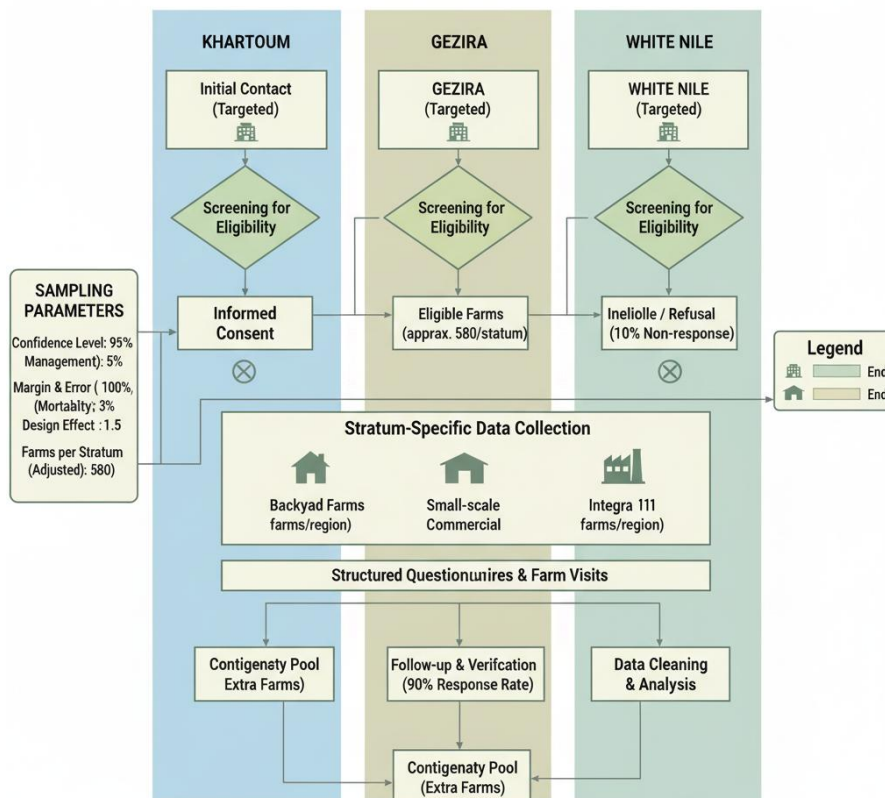 KHARTOUM
GEZIRA
WHITE NILE
Initial Contact
(Targeted)
GEZIRA
(Targeted)
WHITE NILE
(Targeted)
Screening for
Eligibility
Screening for
Eligibility
Screening for
Eligibility
SAMPLING
PARAMETERS
Confidence Level: 95%
Management): 5%
Margin & Error ( 100%,
(Mortalty; 3%
Design Effect : 1.5
Farms per Stratum
(Adjusted): 580)
Informed
Consent
Eligible Farms
(apprax. 580/statum)
Ineliolle / Refusal
(10% Non-response)
Legend
End
End
Stratum-Specific Data Collection
Backyad Farms
farms/region)
Small-scale
Commercial
Integra 111
farms/region)
Structured Questionuires & Farm Visits
Contigenaty Pool
Extra Farms)
Follow-up & Verifcation
(90% Response Rate)
Data Cleaning
& Analysis
Contigenaty Pool
(Extra Farms)